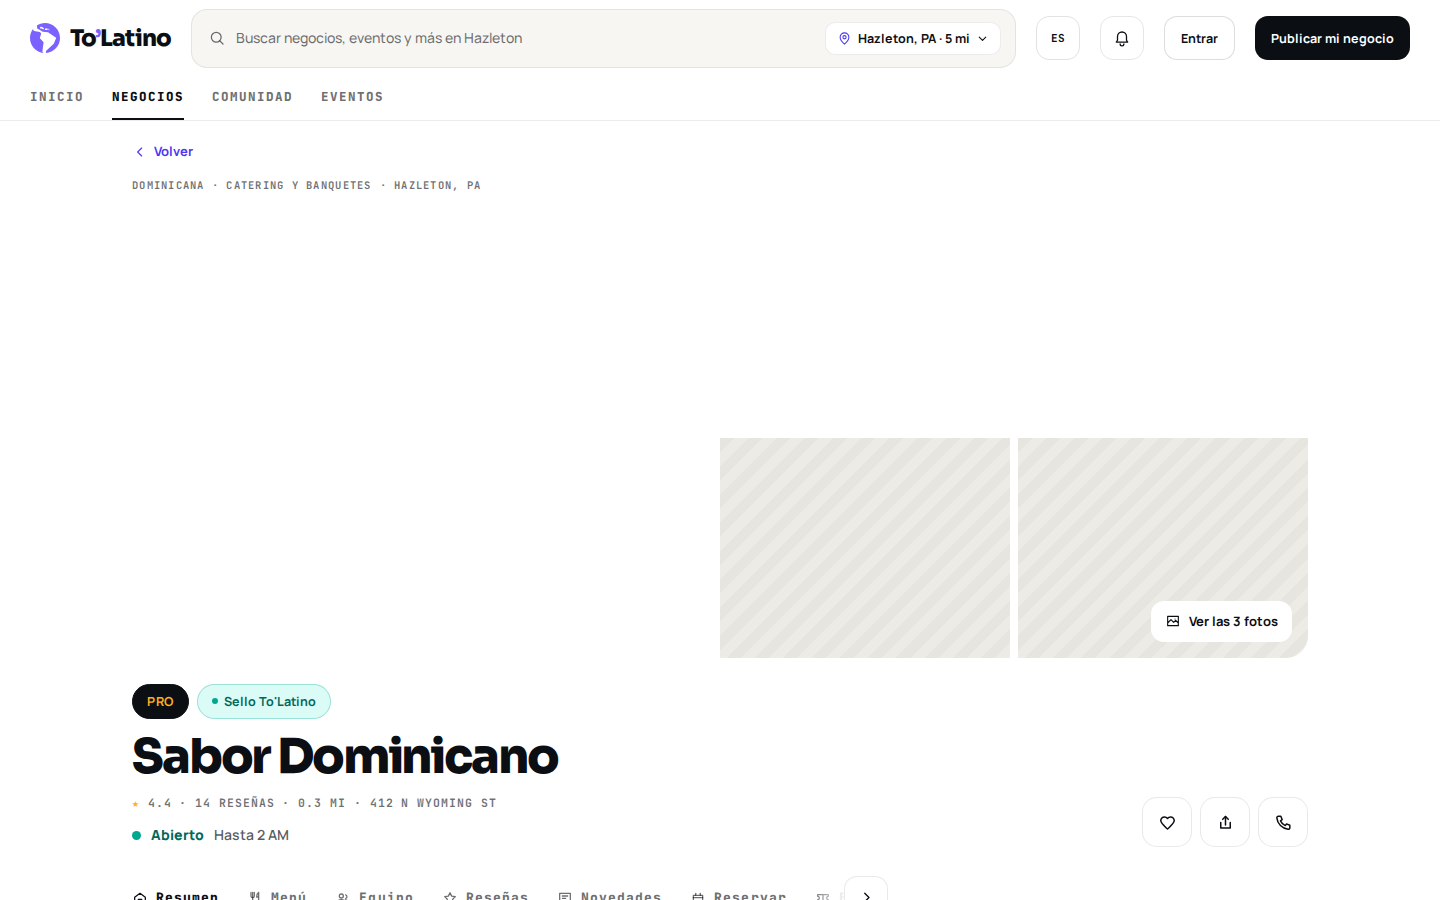 To'Latino
Buscar negocios, eventos y más en Hazleton
Hazleton, PA · 5 mi
ES
Entrar
Publicar mi negocio
INICIO
NEGOCIOS
COMUNIDAD
EVENTOS
Volver
DOMINICANA · CATERING Y BANQUETES · HAZLETON, PA
Ver las 3 fotos
PRO
Sello To'Latino
Sabor Dominicano
★ 4.4 · 14 RESEÑAS · 0.3 MI · 412 N WYOMING ST
Abierto Hasta 2 AM
Resumen
Menú
Equipo
Reseñas
Novedades
Reservar